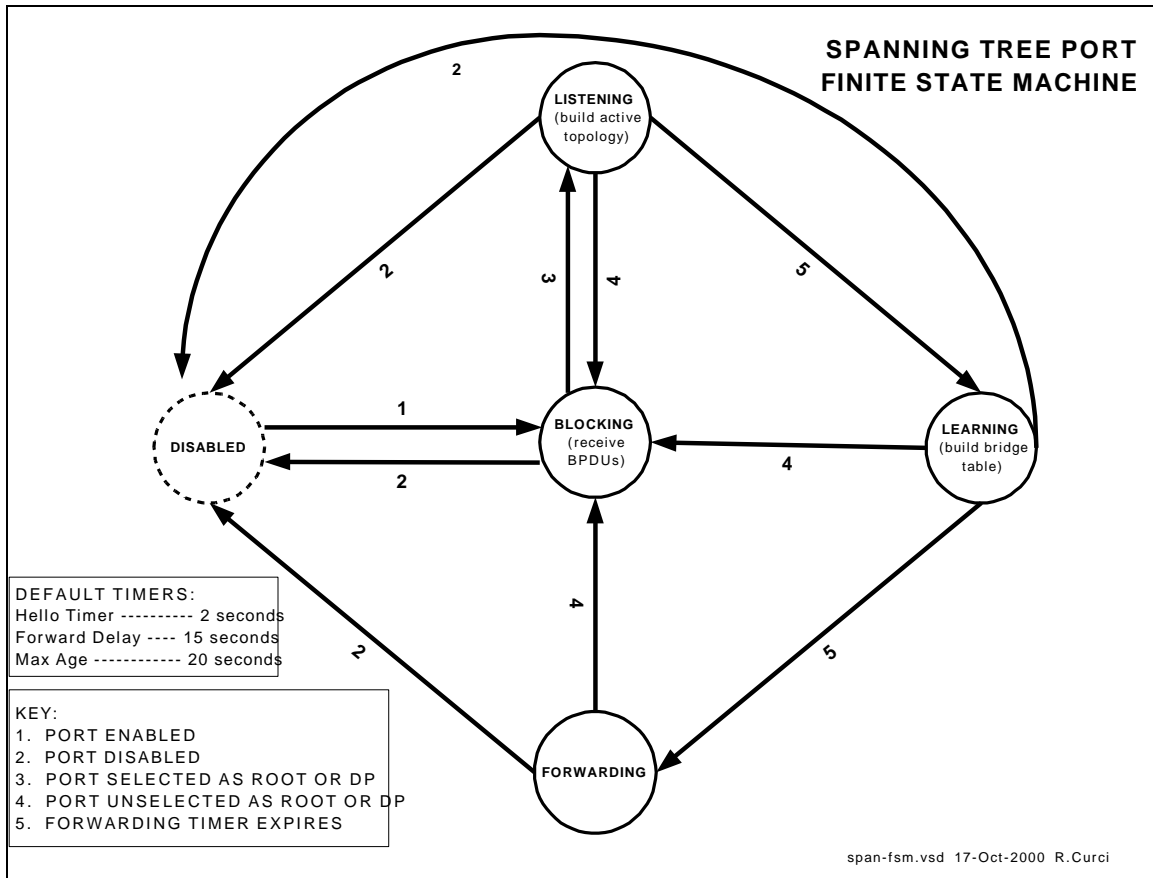 SPANNING TREE PORT
FINITE STATE MACHINE
2
LISTENING
(build active
topology)
2
3
4
5
DISABLED
1
2
BLOCKING
(receive
BPDUs)
4
LEARNING
(build bridge
table)
2
4
5
FORWARDING
DEFAULT TIMERS:
Hello Timer ---------- 2 seconds
Forward Delay ---- 15 seconds
Max Age ------------ 20 seconds
KEY:
1. PORT ENABLED
2. PORT DISABLED
3. PORT SELECTED AS ROOT OR DP
4. PORT UNSELECTED AS ROOT OR DP
5. FORWARDING TIMER EXPIRES
span-fsm.vsd 17-Oct-2000 R.Curci